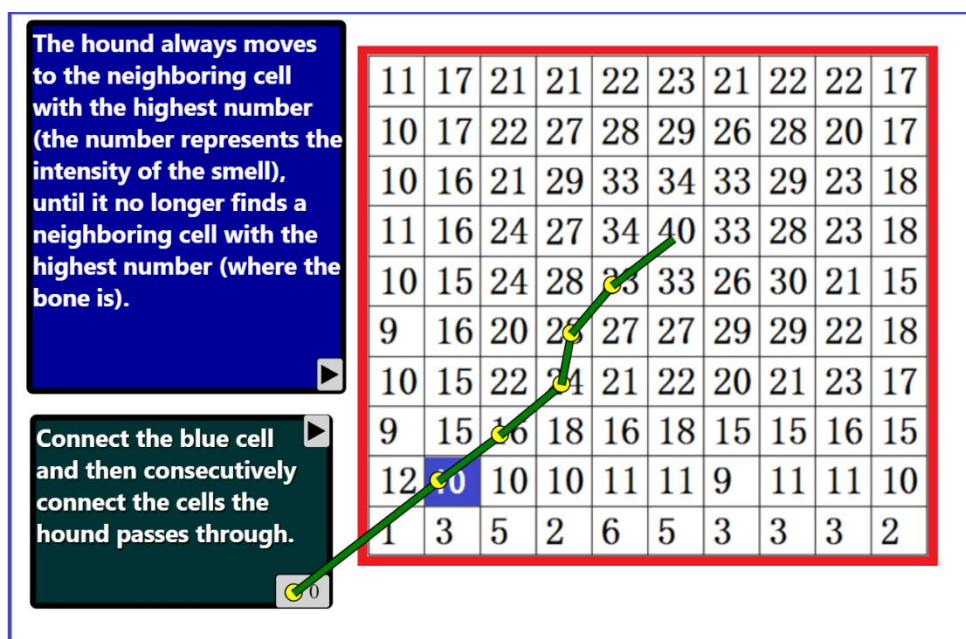 The hound always moves
to the neighboring cell
with the highest number
(the number represents the
intensity of the smell),
until it no longer finds a
neighboring cell with the
highest number (where the
bone is).
Connect the blue cell
and then consecutively
connect the cells the
hound passes through.
0
11 17 21 21 22 23 21 22 22 17
10 17 22 27 28 29 26 28 20 17
10 16 21 29 33 34 33 29 23 18
11 16 24 27 34 40 33 28 23 18
10 15 24 28 33 26 30 21 15
9 16 20 27 27 29 29 22 18
10 15 22 24 21 22 20 21 23 17
9 15 16 18 16 18 15 15 16 15
12 10 10 10 11 11 9 11 11 10
1 3 5 2 6 5 3 3 3 2